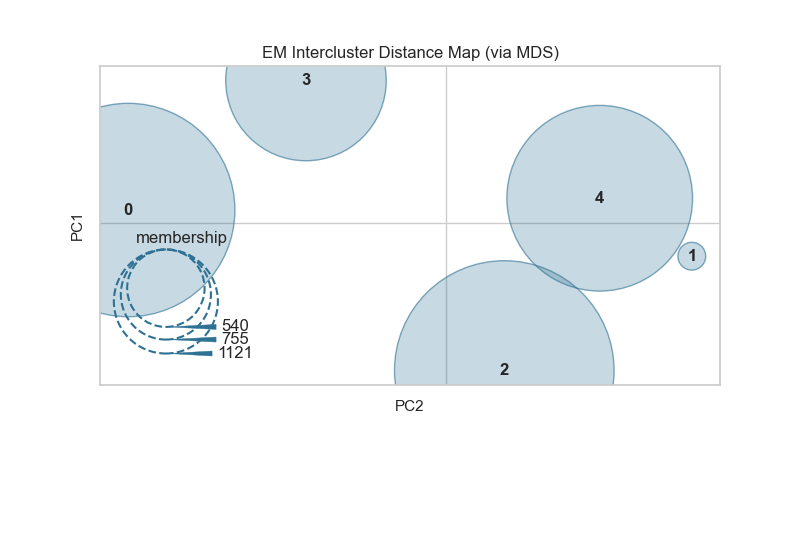 EM Intercluster Distance Map (via MDS)
3
4
0
PC1
membership
1
540
755
1121
2
PC2